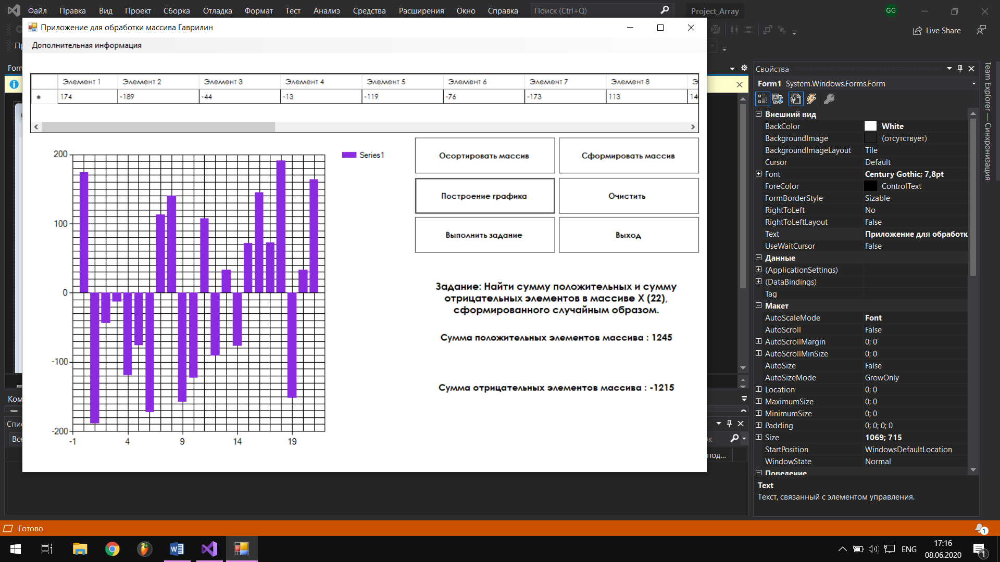 Файл Правка Вид Проект Сборка Отладка Формат Тест Анализ Средства Расширения Окно Справка Поиск (Ctrl+Q) Project_Array GG
Live Share
Приложение для обработки массива Гаврилин
Дополнительная информация
Элемент 1 Элемент 2 Элемент 3 Элемент 4 Элемент 5 Элемент 6 Элемент 7 Элемент 8
174 -189 -44 -13 -119 -76 -173 113
200
100
0
-100
-200
-1 4 9 14 19
Series1
Осортировать массив
Сформировать массив
Построение графика
Очистить
Выполнить задание
Выход
Задание: Найти сумму положительных и сумму
отрицательных элементов в массиве X (22),
сформированного случайным образом.
Сумма положительных элементов массива : 1245
Сумма отрицательных элементов массива : -1215
Свойства
Form1 System.Windows.Forms.Form
Внешний вид
BackColor White
BackgroundImage (отсутствует)
BackgroundImageLayout Tile
Cursor Default
Font Century Gothic; 7,8pt
ForeColor ControlText
FormBorderStyle Sizable
RightToLeft No
RightToLeftLayout False
Text Приложение для обработк
UseWaitCursor False
Данные
(ApplicationSettings)
(DataBindings)
Tag
Макет
AutoScaleMode Font
AutoScroll False
AutoScrollMargin 0; 0
AutoScrollMinSize 0; 0
AutoSize False
AutoSizeMode GrowOnly
Location 0; 0
MaximumSize 0; 0
MinimumSize 0; 0
Padding 0; 0; 0; 0
Size 1069; 715
StartPosition WindowsDefaultLocation
WindowState Normal
Поведение
Text
Текст, связанный с элементом управления.
Team Explorer — Синхронизация
под...
Готово
1
ENG
17:16
08.06.2020
1